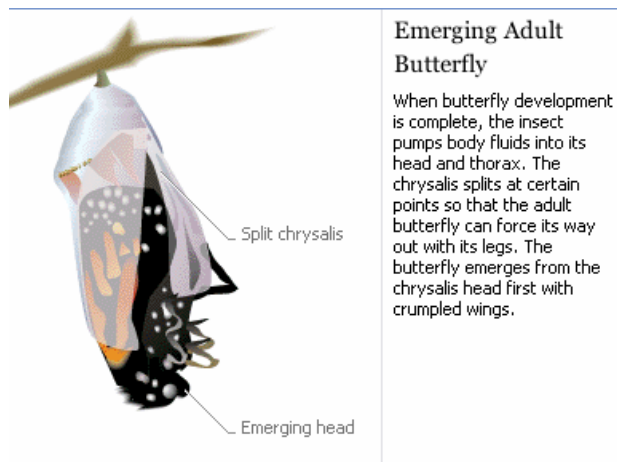 Emerging Adult
Butterfly
When butterfly development
is complete, the insect
pumps body fluids into its
head and thorax. The
chrysalis splits at certain
points so that the adult
butterfly can force its way
out with its legs. The
butterfly emerges from the
chrysalis head first with
crumpled wings.
Split chrysalis
Emerging head